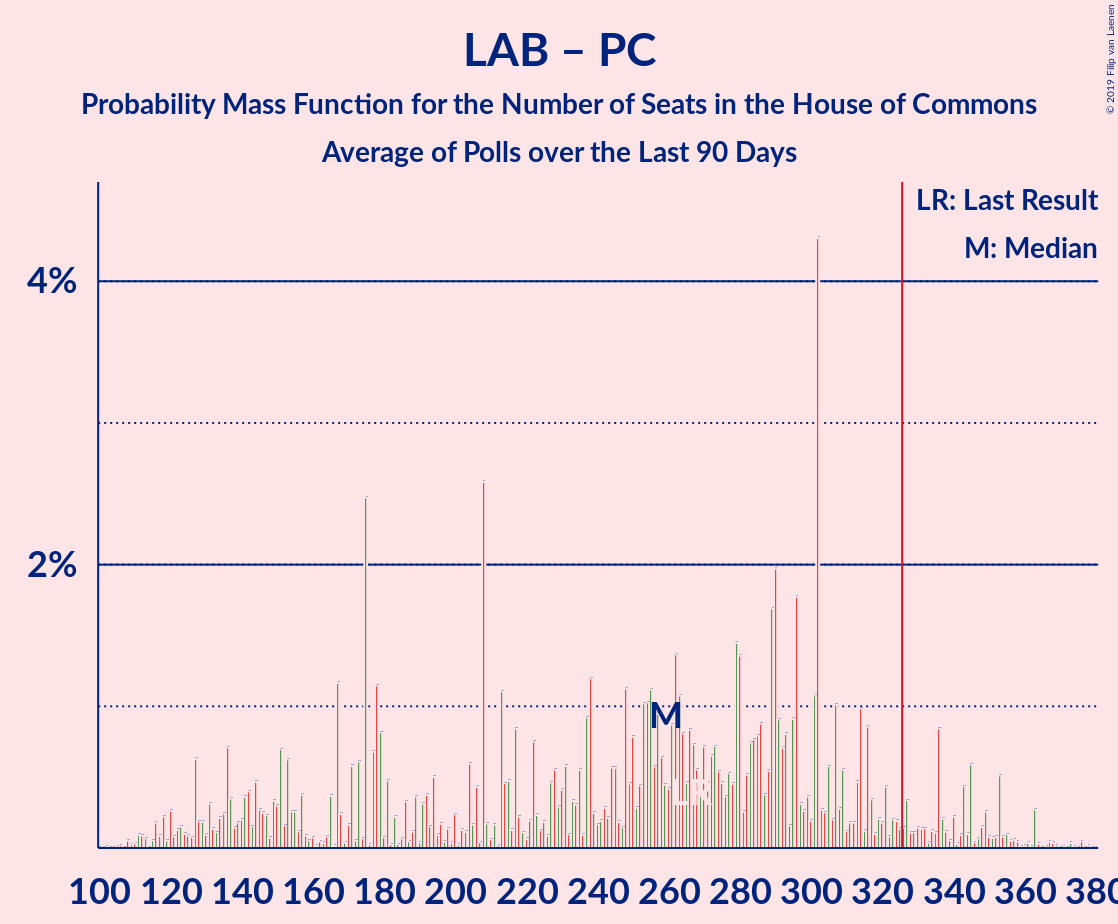 LAB – PC
Probability Mass Function for the Number of Seats in the House of Commons
Average of Polls over the Last 90 Days
© 2019 Filip van Laenen
LR: Last Result
M: Median
4%
2%
M
100 120 140 160 180 200 220 240 260 280 300 320 340 360 380